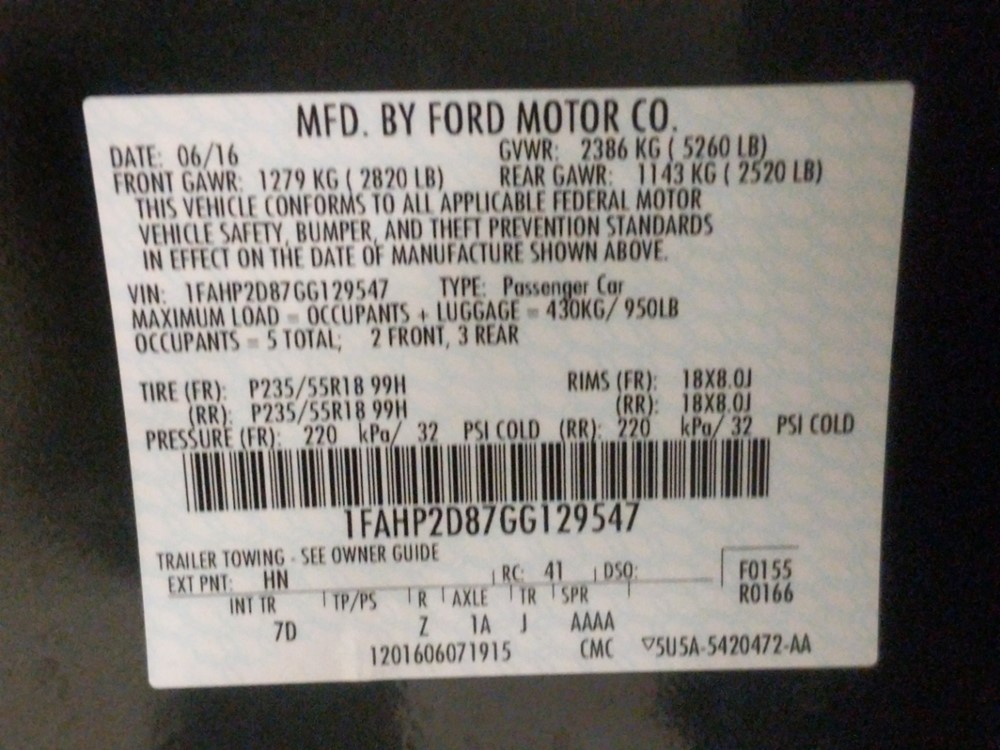 MFD. BY FORD MOTOR CO.
DATE: 06/16 GVWR: 2386 KG ( 5260 LB)
FRONT GAWR: 1279 KG ( 2820 LB) REAR GAWR: 1143 KG ( 2520 LB)
THIS VEHICLE CONFORMS TO ALL APPLICABLE FEDERAL MOTOR
VEHICLE SAFETY, BUMPER, AND THEFT PREVENTION STANDARDS
IN EFFECT ON THE DATE OF MANUFACTURE SHOWN ABOVE.
VIN: 1FAHP2D87GG129547 TYPE: Passenger Car
MAXIMUM LOAD = OCCUPANTS + LUGGAGE = 430KG/ 950LB
OCCUPANTS = 5 TOTAL; 2 FRONT, 3 REAR
TIRE (FR): P235/55R18 99H RIMS (FR): 18X8.0J
(RR): P235/55R18 99H (RR): 18X8.0J
PRESSURE (FR): 220 kPa/ 32 PSI COLD (RR): 220 kPa/ 32 PSI COLD
1FAHP2D87GG129547
TRAILER TOWING - SEE OWNER GUIDE
EXT PNT: HN RC: 41 DSO: F0155
INT TR TP/PS R AXLE TR SPR R0166
7D Z 1A J AAAA
1201606071915 CMC ▽5U5A-5420472-AA